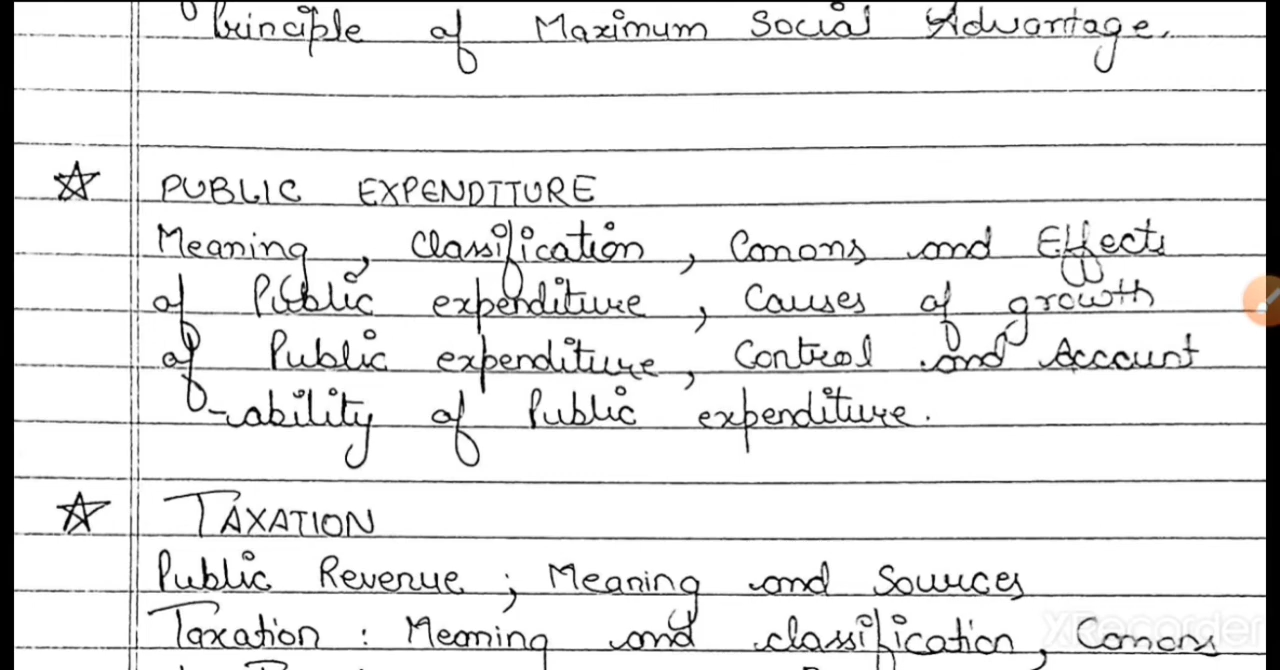 Principle of Maximum Social Advantage.
PUBLIC EXPENDITURE
Meaning, Classification, Canons and Effects
of Public expenditure, Causes of growth
of Public expenditure, Control and Account
-ability of Public expenditure.
TAXATION
Public Revenue; Meaning and Sources
Taxation: Meaning and classification, Canons
XRecorder